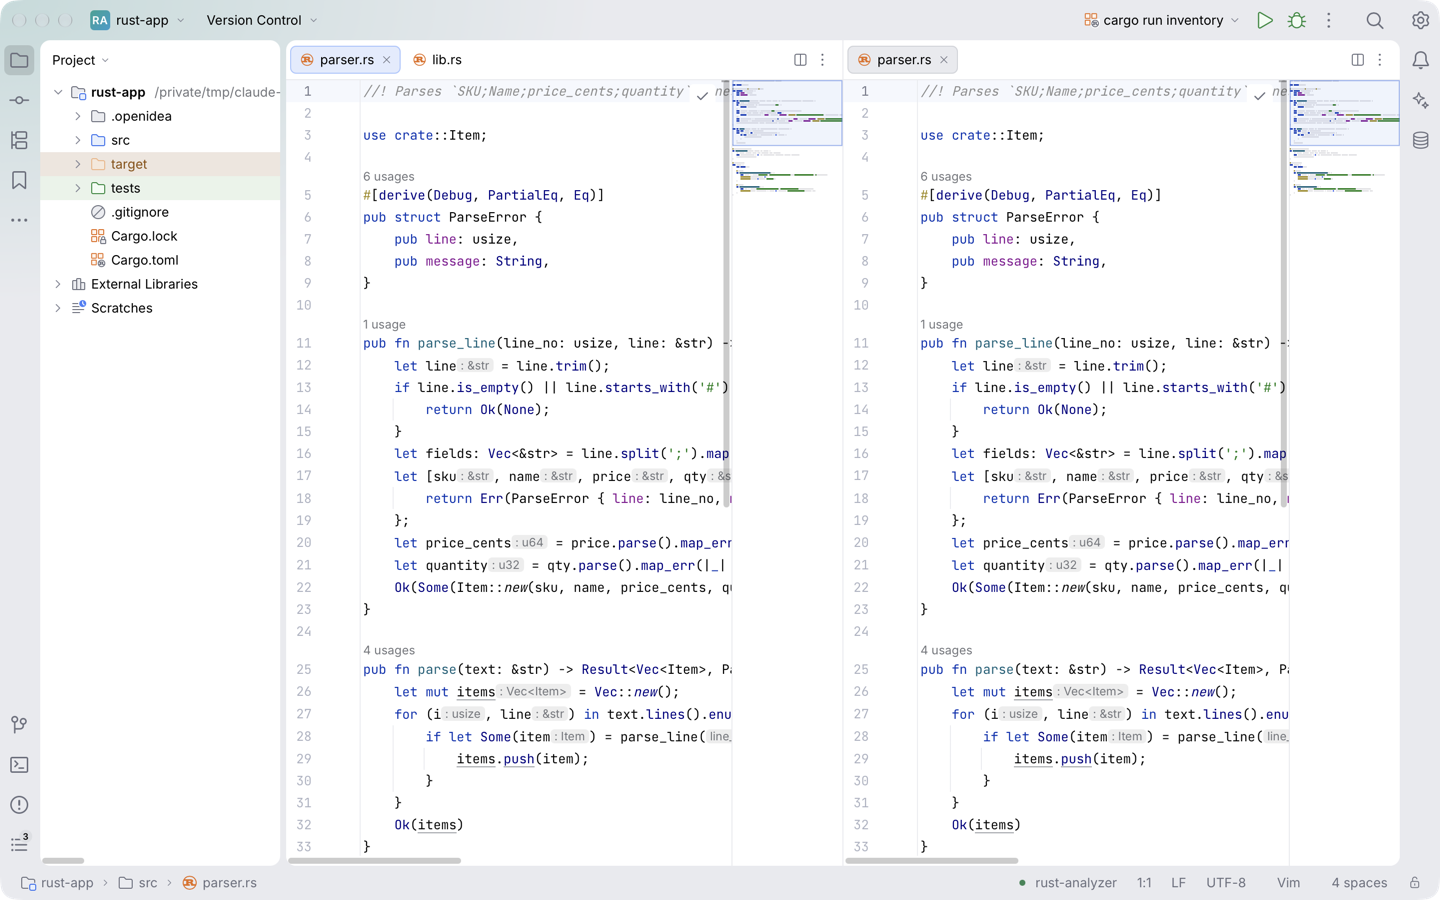 RA rust-app Version Control cargo run inventory
Project
rust-app /private/tmp/claude-
.openidea
src
target
tests
.gitignore
Cargo.lock
Cargo.toml
External Libraries
Scratches
3
parser.rs lib.rs
1 //! Parses `SKU;Name;price_cents;quantity` ne
2
3 use crate::Item;
4
6 usages
5 #[derive(Debug, PartialEq, Eq)]
6 pub struct ParseError {
7 pub line: usize,
8 pub message: String,
9 }
10
1 usage
11 pub fn parse_line(line_no: usize, line: &str) -
12 let line: &str = line.trim();
13 if line.is_empty() || line.starts_with('#')
14 return Ok(None);
15 }
16 let fields: Vec<&str> = line.split(';').map
17 let [sku: &str, name: &str, price: &str, qty: &s
18 return Err(ParseError { line: line_no,
19 };
20 let price_cents: u64 = price.parse().map_err
21 let quantity: u32 = qty.parse().map_err(|_|
22 Ok(Some(Item::new(sku, name, price_cents, qu
23 }
24
4 usages
25 pub fn parse(text: &str) -> Result<Vec<Item>, Pa
26 let mut items: Vec<Item> = Vec::new();
27 for (i: usize, line: &str) in text.lines().enu
28 if let Some(item: Item) = parse_line(line_
29 items.push(item);
30 }
31 }
32 Ok(items)
33 }
parser.rs
1 //! Parses `SKU;Name;price_cents;quantity` ne
2
3 use crate::Item;
4
6 usages
5 #[derive(Debug, PartialEq, Eq)]
6 pub struct ParseError {
7 pub line: usize,
8 pub message: String,
9 }
10
1 usage
11 pub fn parse_line(line_no: usize, line: &str) -
12 let line: &str = line.trim();
13 if line.is_empty() || line.starts_with('#')
14 return Ok(None);
15 }
16 let fields: Vec<&str> = line.split(';').map
17 let [sku: &str, name: &str, price: &str, qty: &s
18 return Err(ParseError { line: line_no,
19 };
20 let price_cents: u64 = price.parse().map_err
21 let quantity: u32 = qty.parse().map_err(|_|
22 Ok(Some(Item::new(sku, name, price_cents, qu
23 }
24
4 usages
25 pub fn parse(text: &str) -> Result<Vec<Item>, Pa
26 let mut items: Vec<Item> = Vec::new();
27 for (i: usize, line: &str) in text.lines().enu
28 if let Some(item: Item) = parse_line(line_
29 items.push(item);
30 }
31 }
32 Ok(items)
33 }
rust-app src parser.rs rust-analyzer 1:1 LF UTF-8 Vim 4 spaces